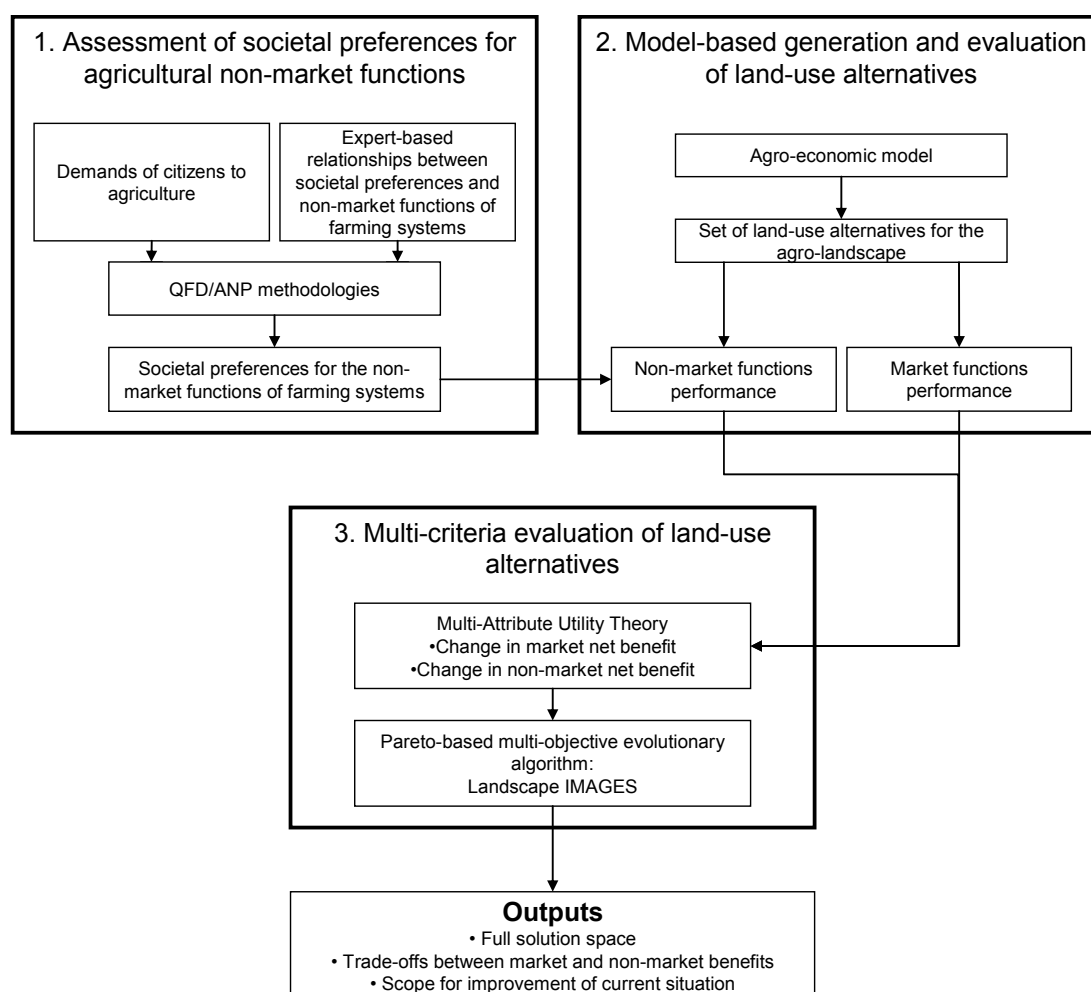 1. Assessment of societal preferences for
agricultural non-market functions
Demands of citizens to
agriculture
Expert-based
relationships between
societal preferences and
non-market functions of
farming systems
QFD/ANP methodologies
Societal preferences for the non-
market functions of farming systems
2. Model-based generation and evaluation
of land-use alternatives
Agro-economic model
Set of land-use alternatives for the
agro-landscape
Non-market functions
performance
Market functions
performance
3. Multi-criteria evaluation of land-use
alternatives
Multi-Attribute Utility Theory
•Change in market net benefit
•Change in non-market net benefit
Pareto-based multi-objective evolutionary
algorithm:
Landscape IMAGES
Outputs
• Full solution space
• Trade-offs between market and non-market benefits
• Scope for improvement of current situation